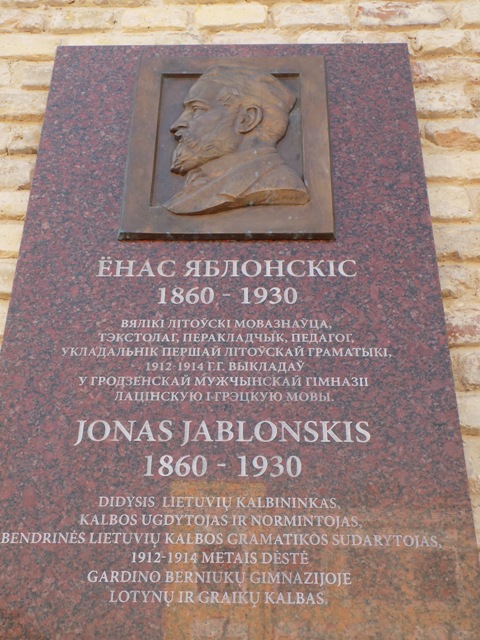 ЁНАС ЯБЛОНСКІС
1860 - 1930
ВЯЛІКІ ЛІТОЎСКІ МОВАЗНАЎЦА,
ТЭКСТОЛАГ, ПЕРАКЛАДЧЫК, ПЕДАГОГ,
УКЛАДАЛЬНІК ПЕРШАЙ ЛІТОЎСКАЙ ГРАМАТЫКІ,
1912-1914 Г.Г. ВЫКЛАДАЎ
У ГРОДЗЕНСКАЙ МУЖЧЫНСКАЙ ГІМНАЗІІ
ЛАЦІНСКУЮ І ГРЭЦКУЮ МОВЫ.
JONAS JABLONSKIS
1860 - 1930
DIDYSIS LIETUVIŲ KALBININKAS,
KALBOS UGDYTOJAS IR NORMINTOJAS,
BENDRINĖS LIETUVIŲ KALBOS GRAMATIKOS SUDARYTOJAS,
1912-1914 METAIS DĖSTĖ
GARDINO BERNIUKŲ GIMNAZIJOJE
LOTYNŲ IR GRAIKŲ KALBAS.